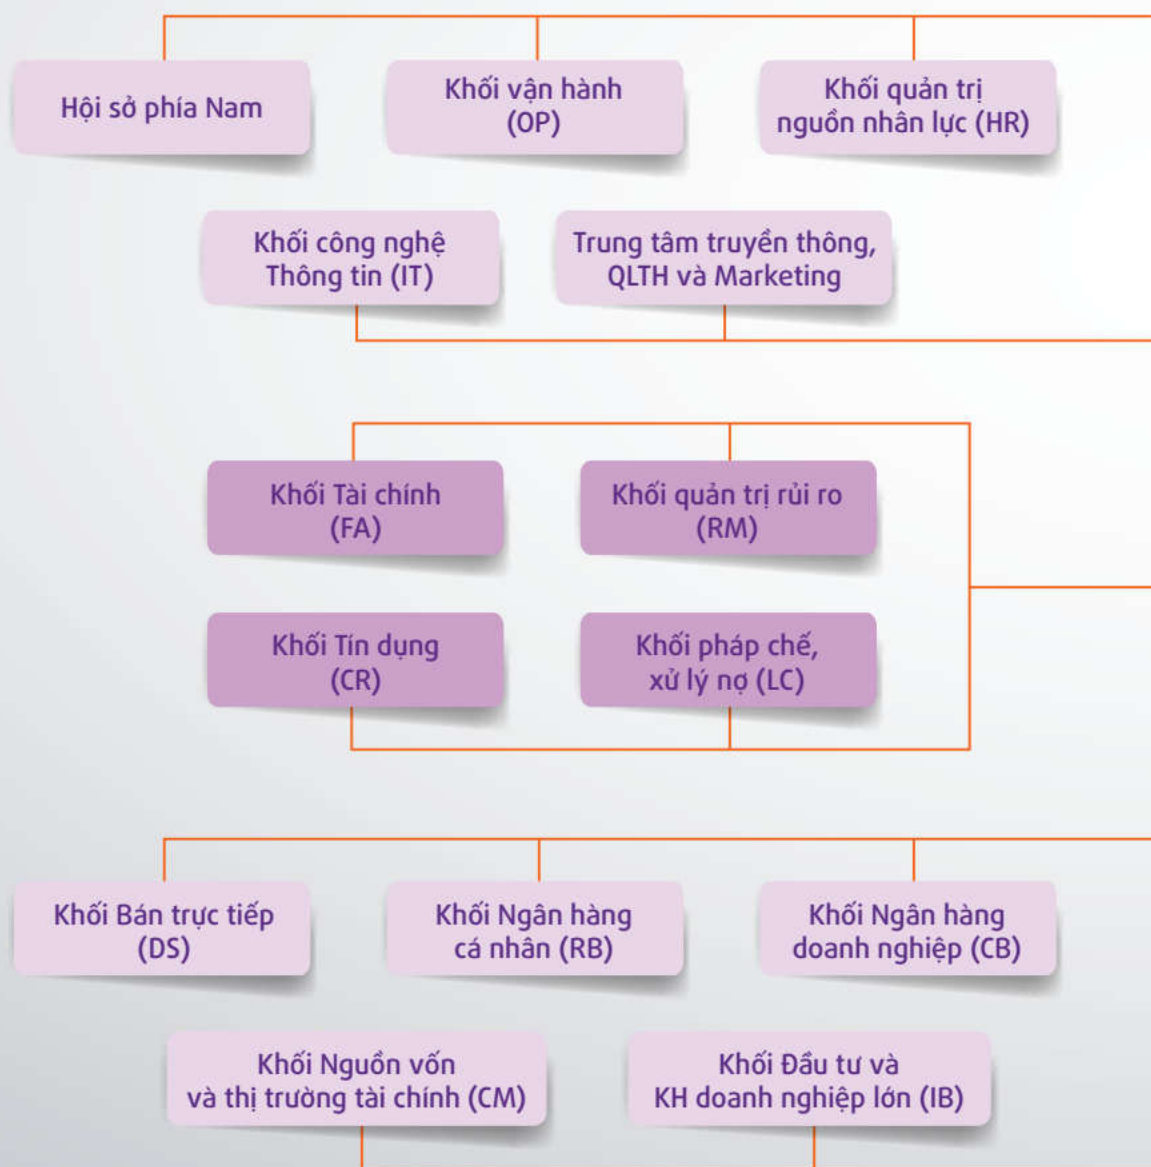 Hội sở phía Nam
Khối vận hành
(OP)
Khối quản trị
nguồn nhân lực (HR)
Khối công nghệ
Thông tin (IT)
Trung tâm truyền thông,
QLTH và Marketing
Khối Tài chính
(FA)
Khối quản trị rủi ro
(RM)
Khối Tín dụng
(CR)
Khối pháp chế,
xử lý nợ (LC)
Khối Bán trực tiếp
(DS)
Khối Ngân hàng
cá nhân (RB)
Khối Ngân hàng
doanh nghiệp (CB)
Khối Nguồn vốn
và thị trường tài chính (CM)
Khối Đầu tư và
KH doanh nghiệp lớn (IB)